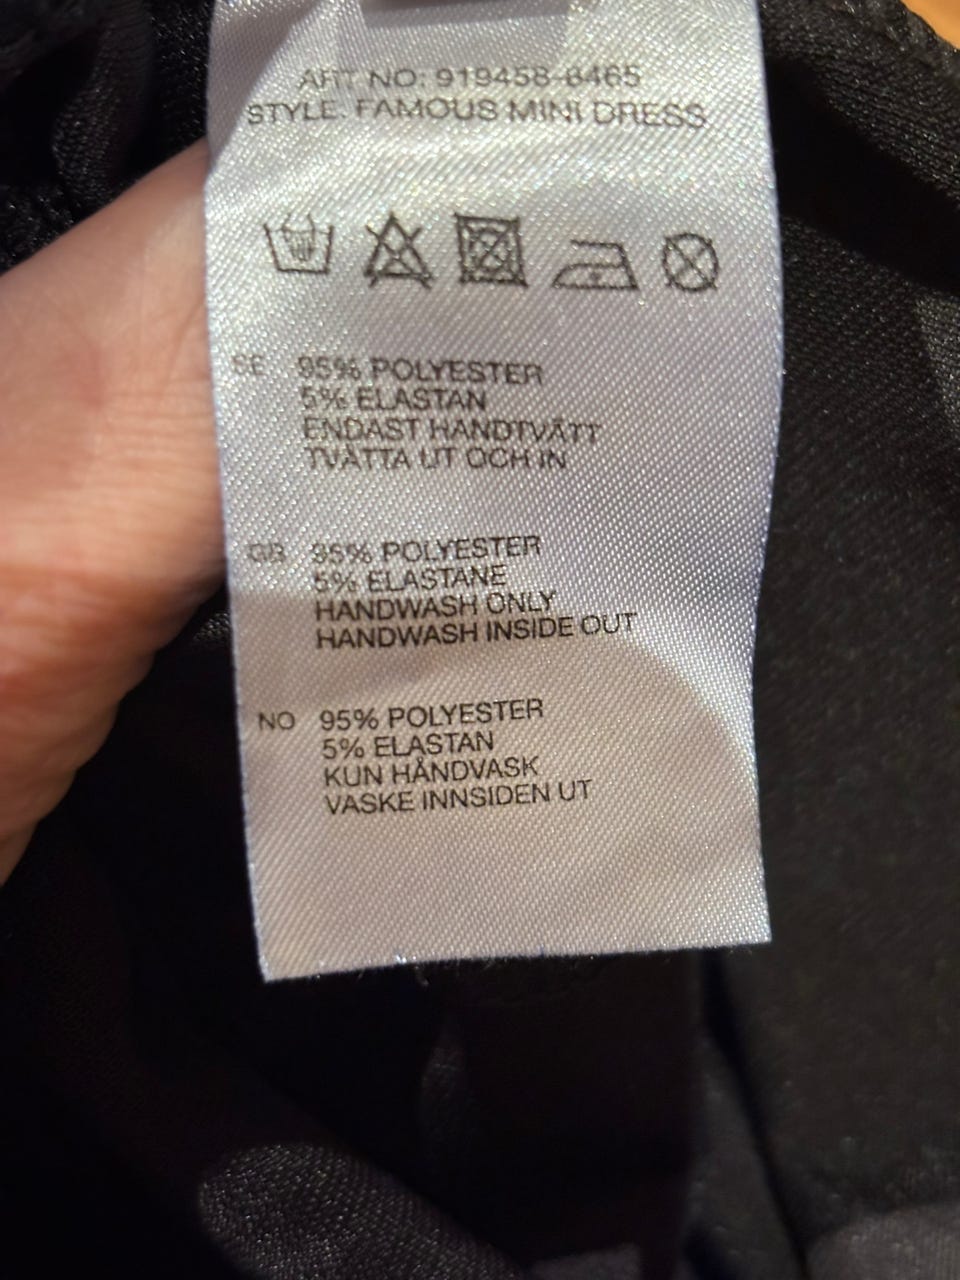 ART NO: 919458-6465
STYLE: FAMOUS MINI DRESS
SE 95% POLYESTER
5% ELASTAN
ENDAST HANDTVÄTT
TVÄTTA UT OCH IN
GB 95% POLYESTER
5% ELASTANE
HANDWASH ONLY
HANDWASH INSIDE OUT
NO 95% POLYESTER
5% ELASTAN
KUN HÅNDVASK
VASKE INNSIDEN UT